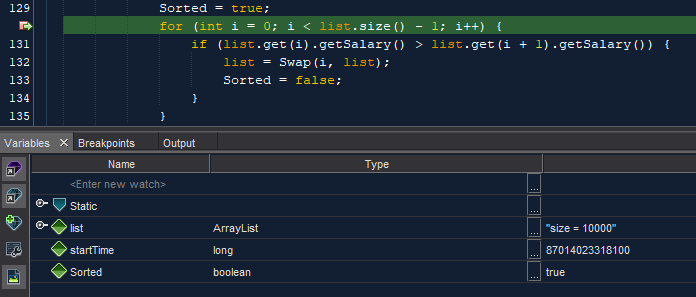 129 Sorted = true;
for (int i = 0; i < list.size() - 1; i++) {
131 if (list.get(i).getSalary() > list.get(i + 1).getSalary()) {
132 list = Swap(i, list);
133 Sorted = false;
134 }
135 }
Variables × Breakpoints Output
Name Type
<Enter new watch> ...
Static ...
list ArrayList ... "size = 10000"
startTime long ... 87014023318100
Sorted boolean ... true